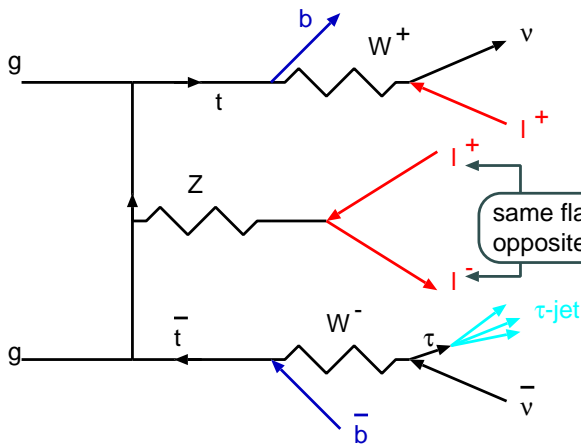 b
W⁺
ν
g
t
l⁺
l⁺
Z
same fla
opposite
l⁻
τ-jet
W⁻
t̄
τ
g
ν̄
b̄